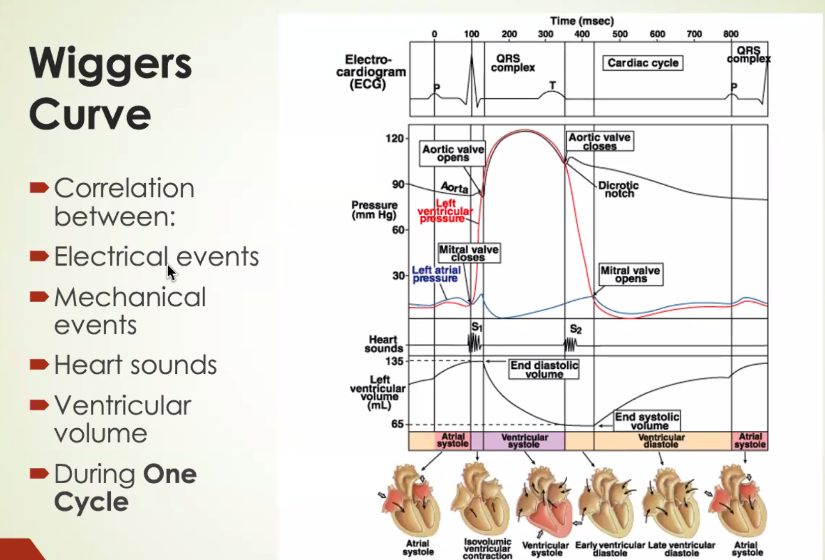 Wiggers
Curve
Correlation
between:
Electrical events
Mechanical
events
Heart sounds
Ventricular
volume
During One
Cycle
Time (msec)
0 100 200 300 400 500 600 700 800
Electro-
cardiogram
(ECG)
P
QRS
complex
T
Cardiac cycle
P
QRS
complex
Pressure
(mm Hg)
120
90
60
30
Aortic valve
opens
Aorta
Left
ventricular
pressure
Mitral valve
closes
Left atrial
pressure
Aortic valve
closes
Dicrotic
notch
Mitral valve
opens
Heart
sounds
S1
S2
Left
ventricular
volume
(mL)
135
65
End diastolic
volume
End systolic
volume
Atrial
systole
Ventricular
systole
Ventricular
diastole
Atrial
systole
Atrial
systole
Isovolumic
ventricular
contraction
Ventricular
systole
Early ventricular
diastole
Late ventricular
diastole
Atrial
systole